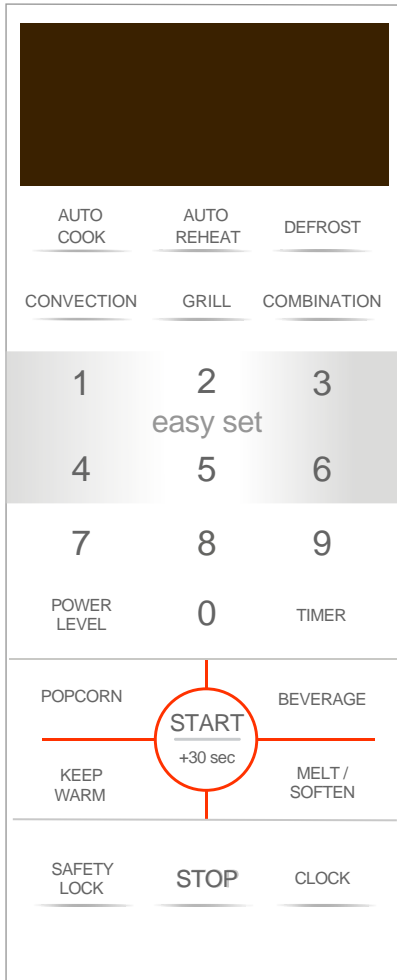 AUTO
COOK
AUTO
REHEAT
DEFROST
CONVECTION
GRILL
COMBINATION
1
2
3
easy set
4
5
6
7
8
9
POWER
LEVEL
0
TIMER
POPCORN
BEVERAGE
START
+30 sec
KEEP
WARM
MELT /
SOFTEN
SAFETY
LOCK
STOP
CLOCK